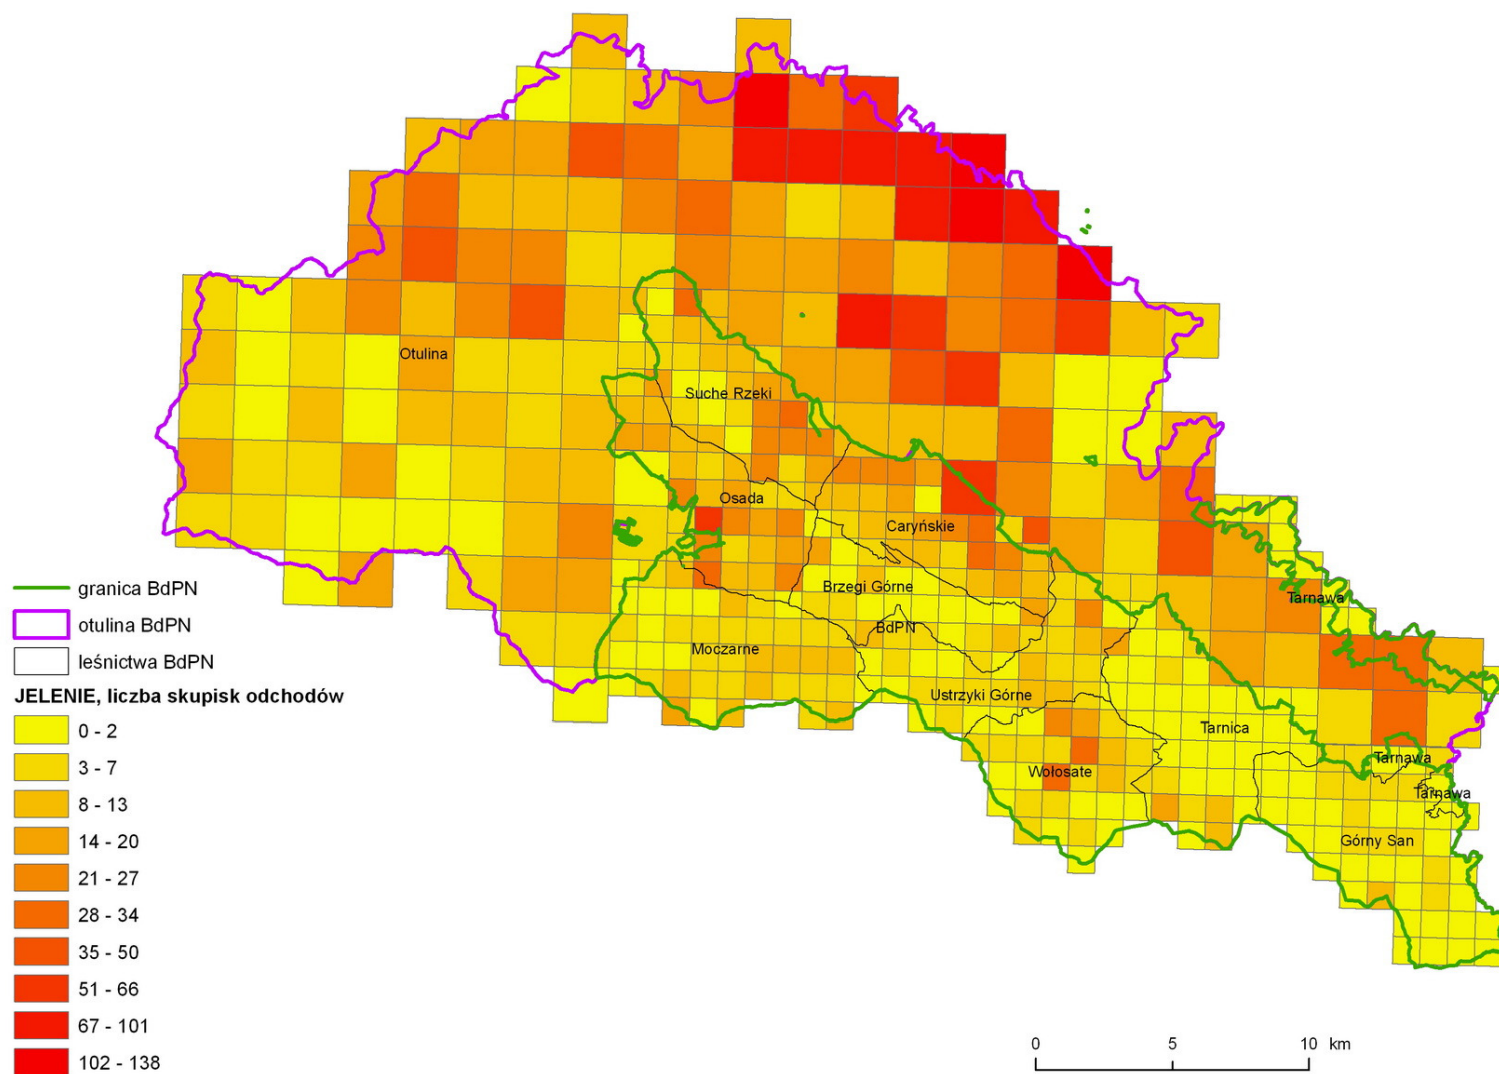 Otulina
Suche Rzeki
Osada
Caryńskie
Brzegi Górne
Tarnawa
BdPN
Moczarne
Ustrzyki Górne
Tarnica
Tarnawa
Wołosate
Tarnawa
Górny San
granica BdPN
otulina BdPN
leśnictwa BdPN
JELENIE, liczba skupisk odchodów
0 - 2
3 - 7
8 - 13
14 - 20
21 - 27
28 - 34
35 - 50
51 - 66
67 - 101
102 - 138
0 5 10 km